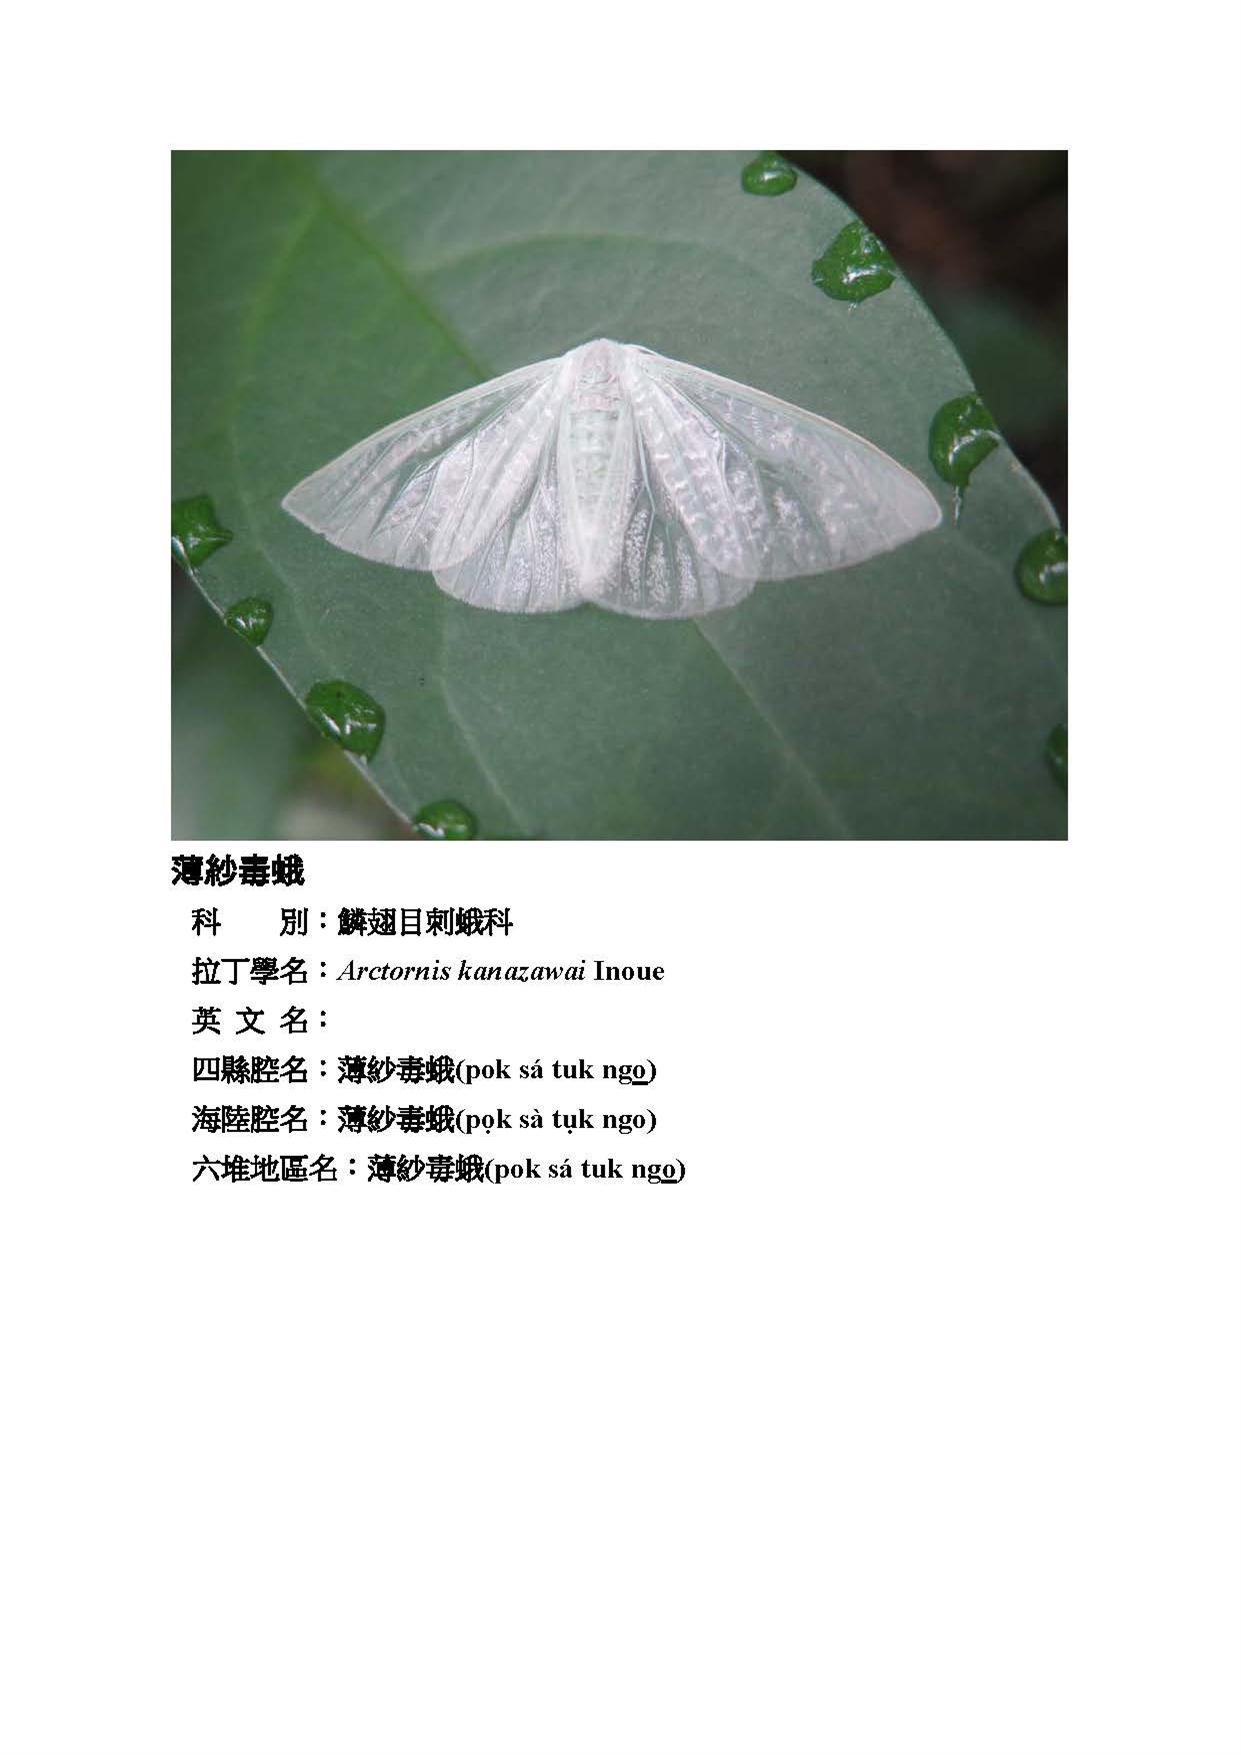 薄紗毒蛾
科　　別：鱗翅目刺蛾科
拉丁學名：Arctornis kanazawai Inoue
英 文 名：
四縣腔名：薄紗毒蛾(pok sá tuk ngo̲)
海陸腔名：薄紗毒蛾(pọk sà tụk ngo)
六堆地區名：薄紗毒蛾(pok sá tuk ngo̲)